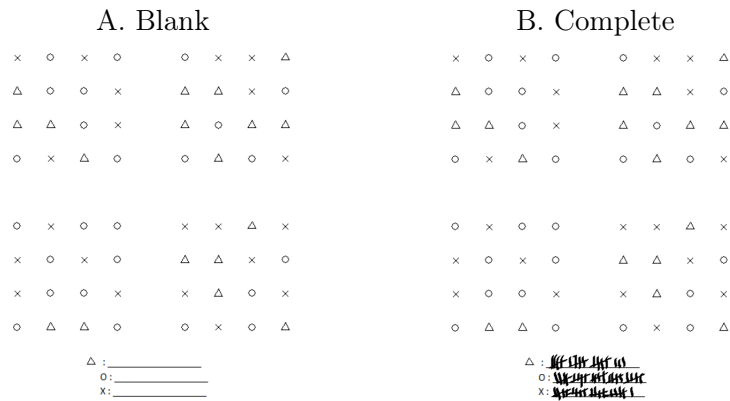 A. Blank
B. Complete
× ○ × ○ ○ × × △
△ ○ ○ × △ △ × ○
△ △ ○ × △ ○ △ △
○ × △ ○ ○ △ ○ ×
○ × ○ ○ × × △ ×
× ○ × ○ △ △ × ○
× ○ ○ × × △ ○ ×
○ △ △ ○ ○ × ○ △
△ :
O :
X :
× ○ × ○ ○ × × △
△ ○ ○ × △ △ × ○
△ △ ○ × △ ○ △ △
○ × △ ○ ○ △ ○ ×
○ × ○ ○ × × △ ×
× ○ × ○ △ △ × ○
× ○ ○ × × △ ○ ×
○ △ △ ○ ○ × ○ △
△ :
O :
X :